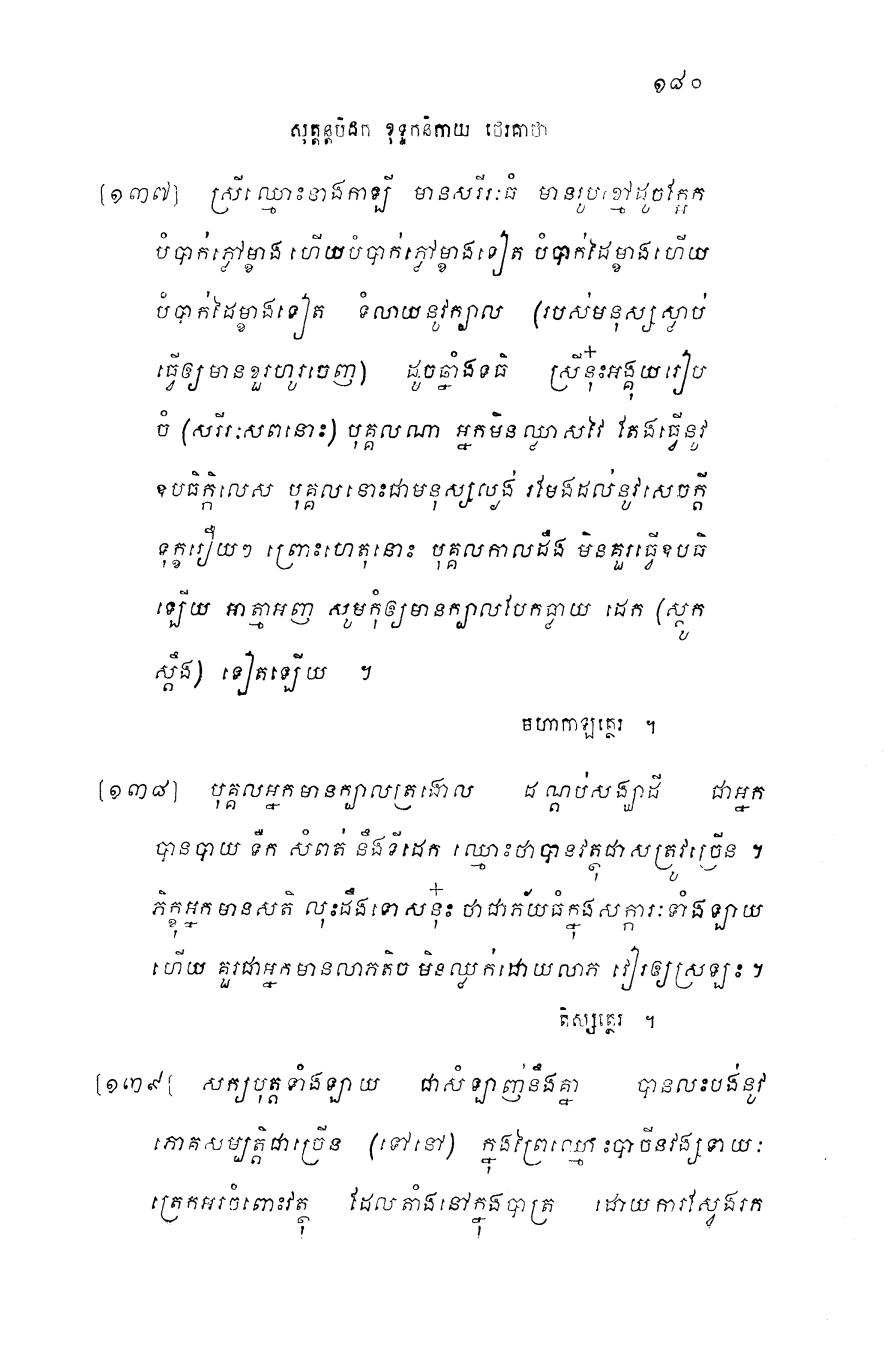 ១៨០
សុត្តន្តបិដក ខុទ្ទកនិកាយ ថេរគាថា
[១៣៧] ស្រីឈ្មោះនាងកាឡី មានសរីរៈធំ មានរូបខ្មៅដូចក្អែក
បំបាក់ភ្លៅម្ខាង ហើយបំបាក់ភ្លៅម្ខាងទៀត បំបាក់ដៃម្ខាងហើយ
បំបាក់ដៃម្ខាងទៀត ទំលាយនូវក្បាល (របស់មនុស្សស្លាប់
ធ្វើឲ្យមានខួរហូរចេញ) ដូចឆ្នាំងទធិ ស្រីនុ៎ះអង្គុយរៀប
ចំ (សរីរៈសពនោះ) បុគ្គលណា អ្នកមិនឈ្លាសវៃ តែងធ្វើនូវ
ឧបធិក្កិលេស បុគ្គលនោះជាមនុស្សល្ងង់ រមែងដល់នូវសេចក្តី
ទុក្ខរឿយៗ ព្រោះហេតុនោះ បុគ្គលកាលដឹង មិនគួរធ្វើឧបធិ
ឡើយ អាត្មាអញ សូមកុំឲ្យមានក្បាលបែកធ្លាយ ដេក (ស្តូក
ស្តឹង) ទៀតឡើយ ។
មហាកាឡត្ថេរ ។
[១៣៨] បុគ្គលអ្នកមានក្បាលត្រងោល ដណ្តប់សង្ឃាដី ជាអ្នក
បានបាយ ទឹក សំពត់ នឹងទីដេក ឈ្មោះថាបានវត្ថុជាសត្រូវច្រើន ។
ភិក្ខុអ្នកមានសតិ លុះដឹងទោសនុ៎ះ ថាជាភ័យធំក្នុងសក្ការៈទាំងឡាយ
ហើយ គួរជាអ្នកមានលាភតិច មិនឈ្លក់ដោយលាភ វៀរឲ្យស្រឡះ ។
តិស្សត្ថេរ ។
[១៣៩] សក្យបុត្តទាំងឡាយ ជាសំឡាញ់នឹងគ្នា បានលះបង់នូវ
ភោគសម្បត្តិជាច្រើន (ទៅនៅ) ក្នុងព្រៃឈ្មោះបាចីនវង្សទាយៈ
ត្រេកអរចំពោះវត្ថុ ដែលតាំងនៅក្នុងបាត្រ ដោយការស្វែងរក